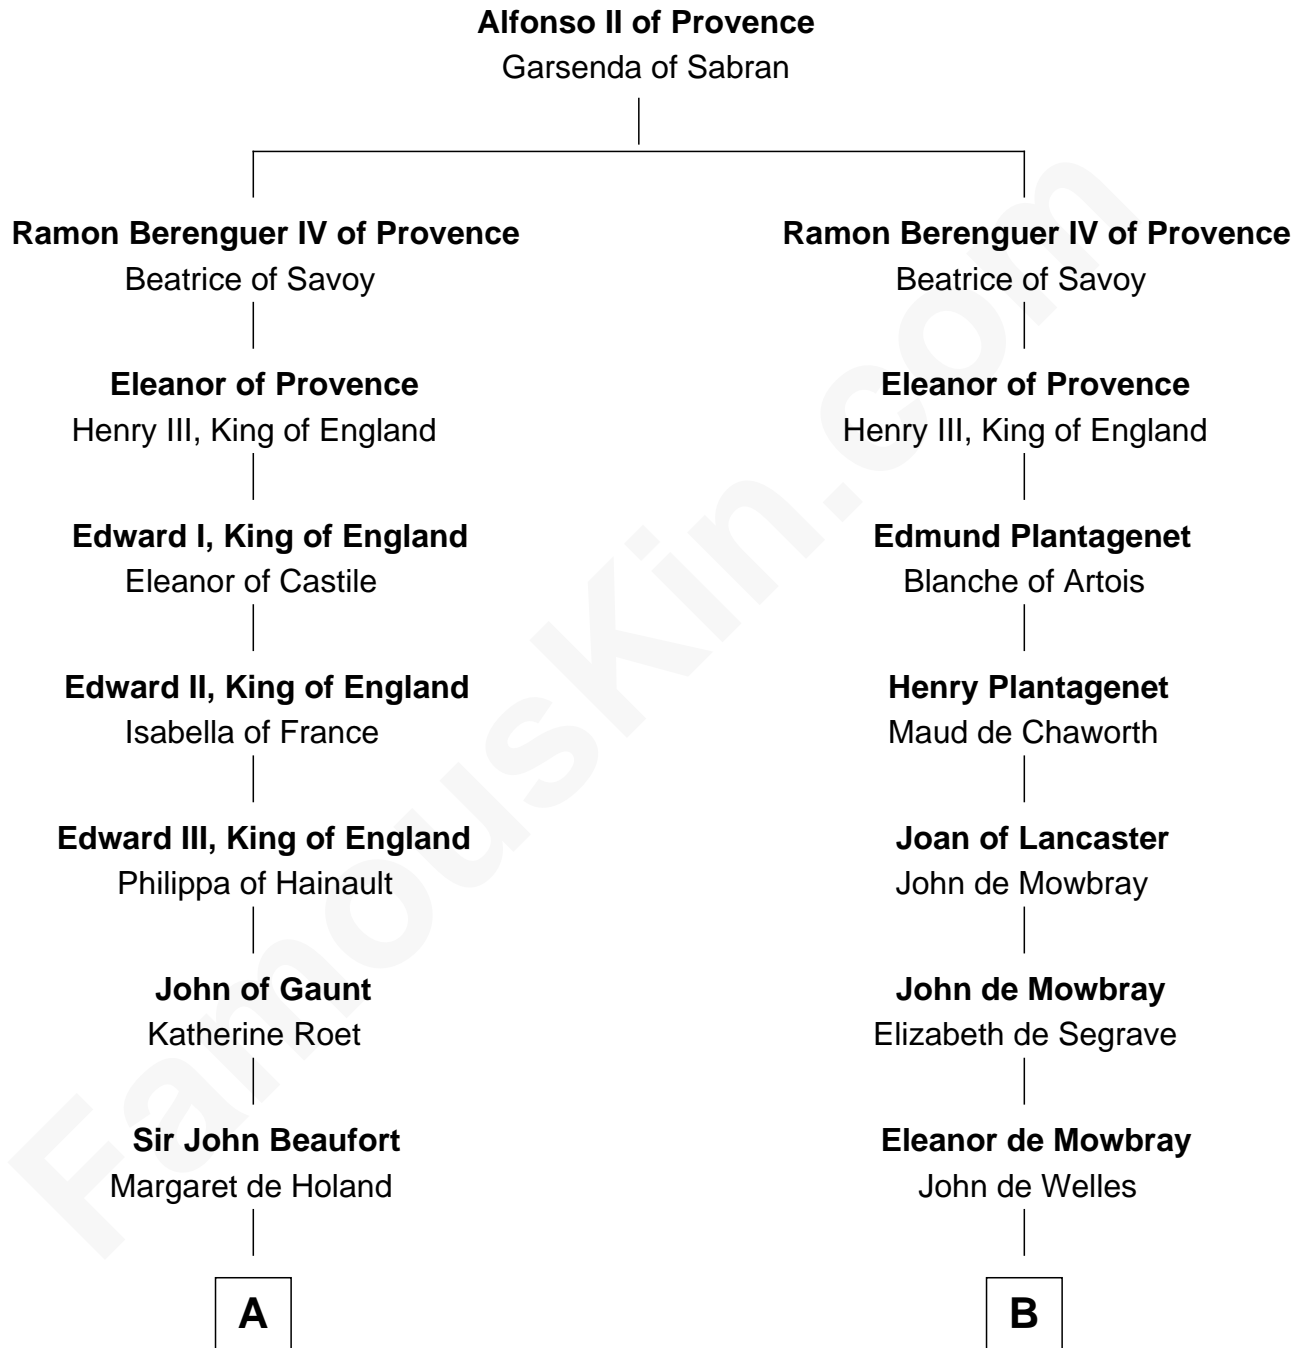 Alfonso II of Provence
Garsenda of Sabran
Ramon Berenguer IV of Provence
Beatrice of Savoy
Eleanor of Provence
Henry III, King of England
Edward I, King of England
Eleanor of Castile
Edward II, King of England
Isabella of France
Edward III, King of England
Philippa of Hainault
John of Gaunt
Katherine Roet
Sir John Beaufort
Margaret de Holand
A
Ramon Berenguer IV of Provence
Beatrice of Savoy
Eleanor of Provence
Henry III, King of England
Edmund Plantagenet
Blanche of Artois
Henry Plantagenet
Maud de Chaworth
Joan of Lancaster
John de Mowbray
John de Mowbray
Elizabeth de Segrave
Eleanor de Mowbray
John de Welles
B
FamousKin.com